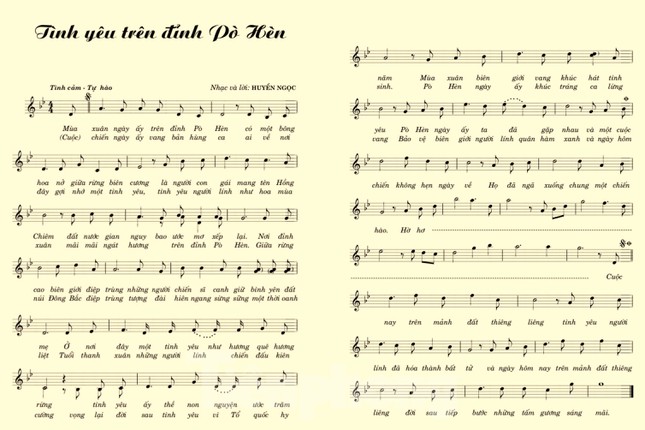 Tình yêu trên đỉnh Pò Hèn
Tình cảm - Tự hào
Nhạc và lời: HUYỀN NGỌC
Mùa xuân ngày ấy trên đỉnh Pò Hèn có một bông
(Cuộc) chiến ngày ấy vang bản hùng ca ai về nơi
hoa nở giữa rừng biên cương là người con gái mang tên Hồng
đây gợi nhớ một tình yêu, tình yêu người lính như hoa mùa
Chiêm đất nước gian nguy bao ước mơ xếp lại. Nơi đỉnh
xuân mãi mãi ngát hương trên đỉnh Pò Hèn. Giữa rừng
cao biên giới điệp trùng những người chiến sĩ canh giữ bình yên đất
núi Đông Bắc điệp trùng tượng đài hiên ngang sừng sững một thời oanh
mẹ Ở nơi đây một tình yêu như hương quê hương
liệt Tuổi thanh xuân những người lính chiến đấu kiên
rừng tình yêu ấy thề non nguyện ước trăm
cường vọng lại đời sau tình yêu vì Tổ quốc hy
năm Mùa xuân biên giới vang khúc hát tình
sinh. Pò Hèn ngày ấy khúc tráng ca lừng
yêu Pò Hèn ngày ấy ta đã gặp nhau và một cuộc
vang Bảo vệ biên giới người lính quân hàm xanh và ngày hôm
chiến không hẹn ngày về Họ đã ngã xuống chung một chiến
hào. Hờ hơ
Cuộc
nay trên mảnh đất thiêng liêng tình yêu người
lính đã hóa thành bất tử và ngày hôm nay trên mảnh đất thiêng
liêng đời sau tiếp bước những tấm gương sáng mãi.